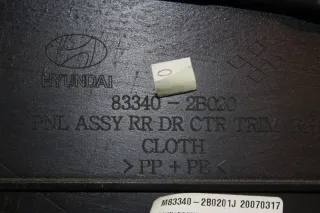 HYUNDAI
83340 - 2B020
PNL ASSY RR DR CTR TRIM
CLOTH
> PP + PE <
M83340-2B0201J 20070317